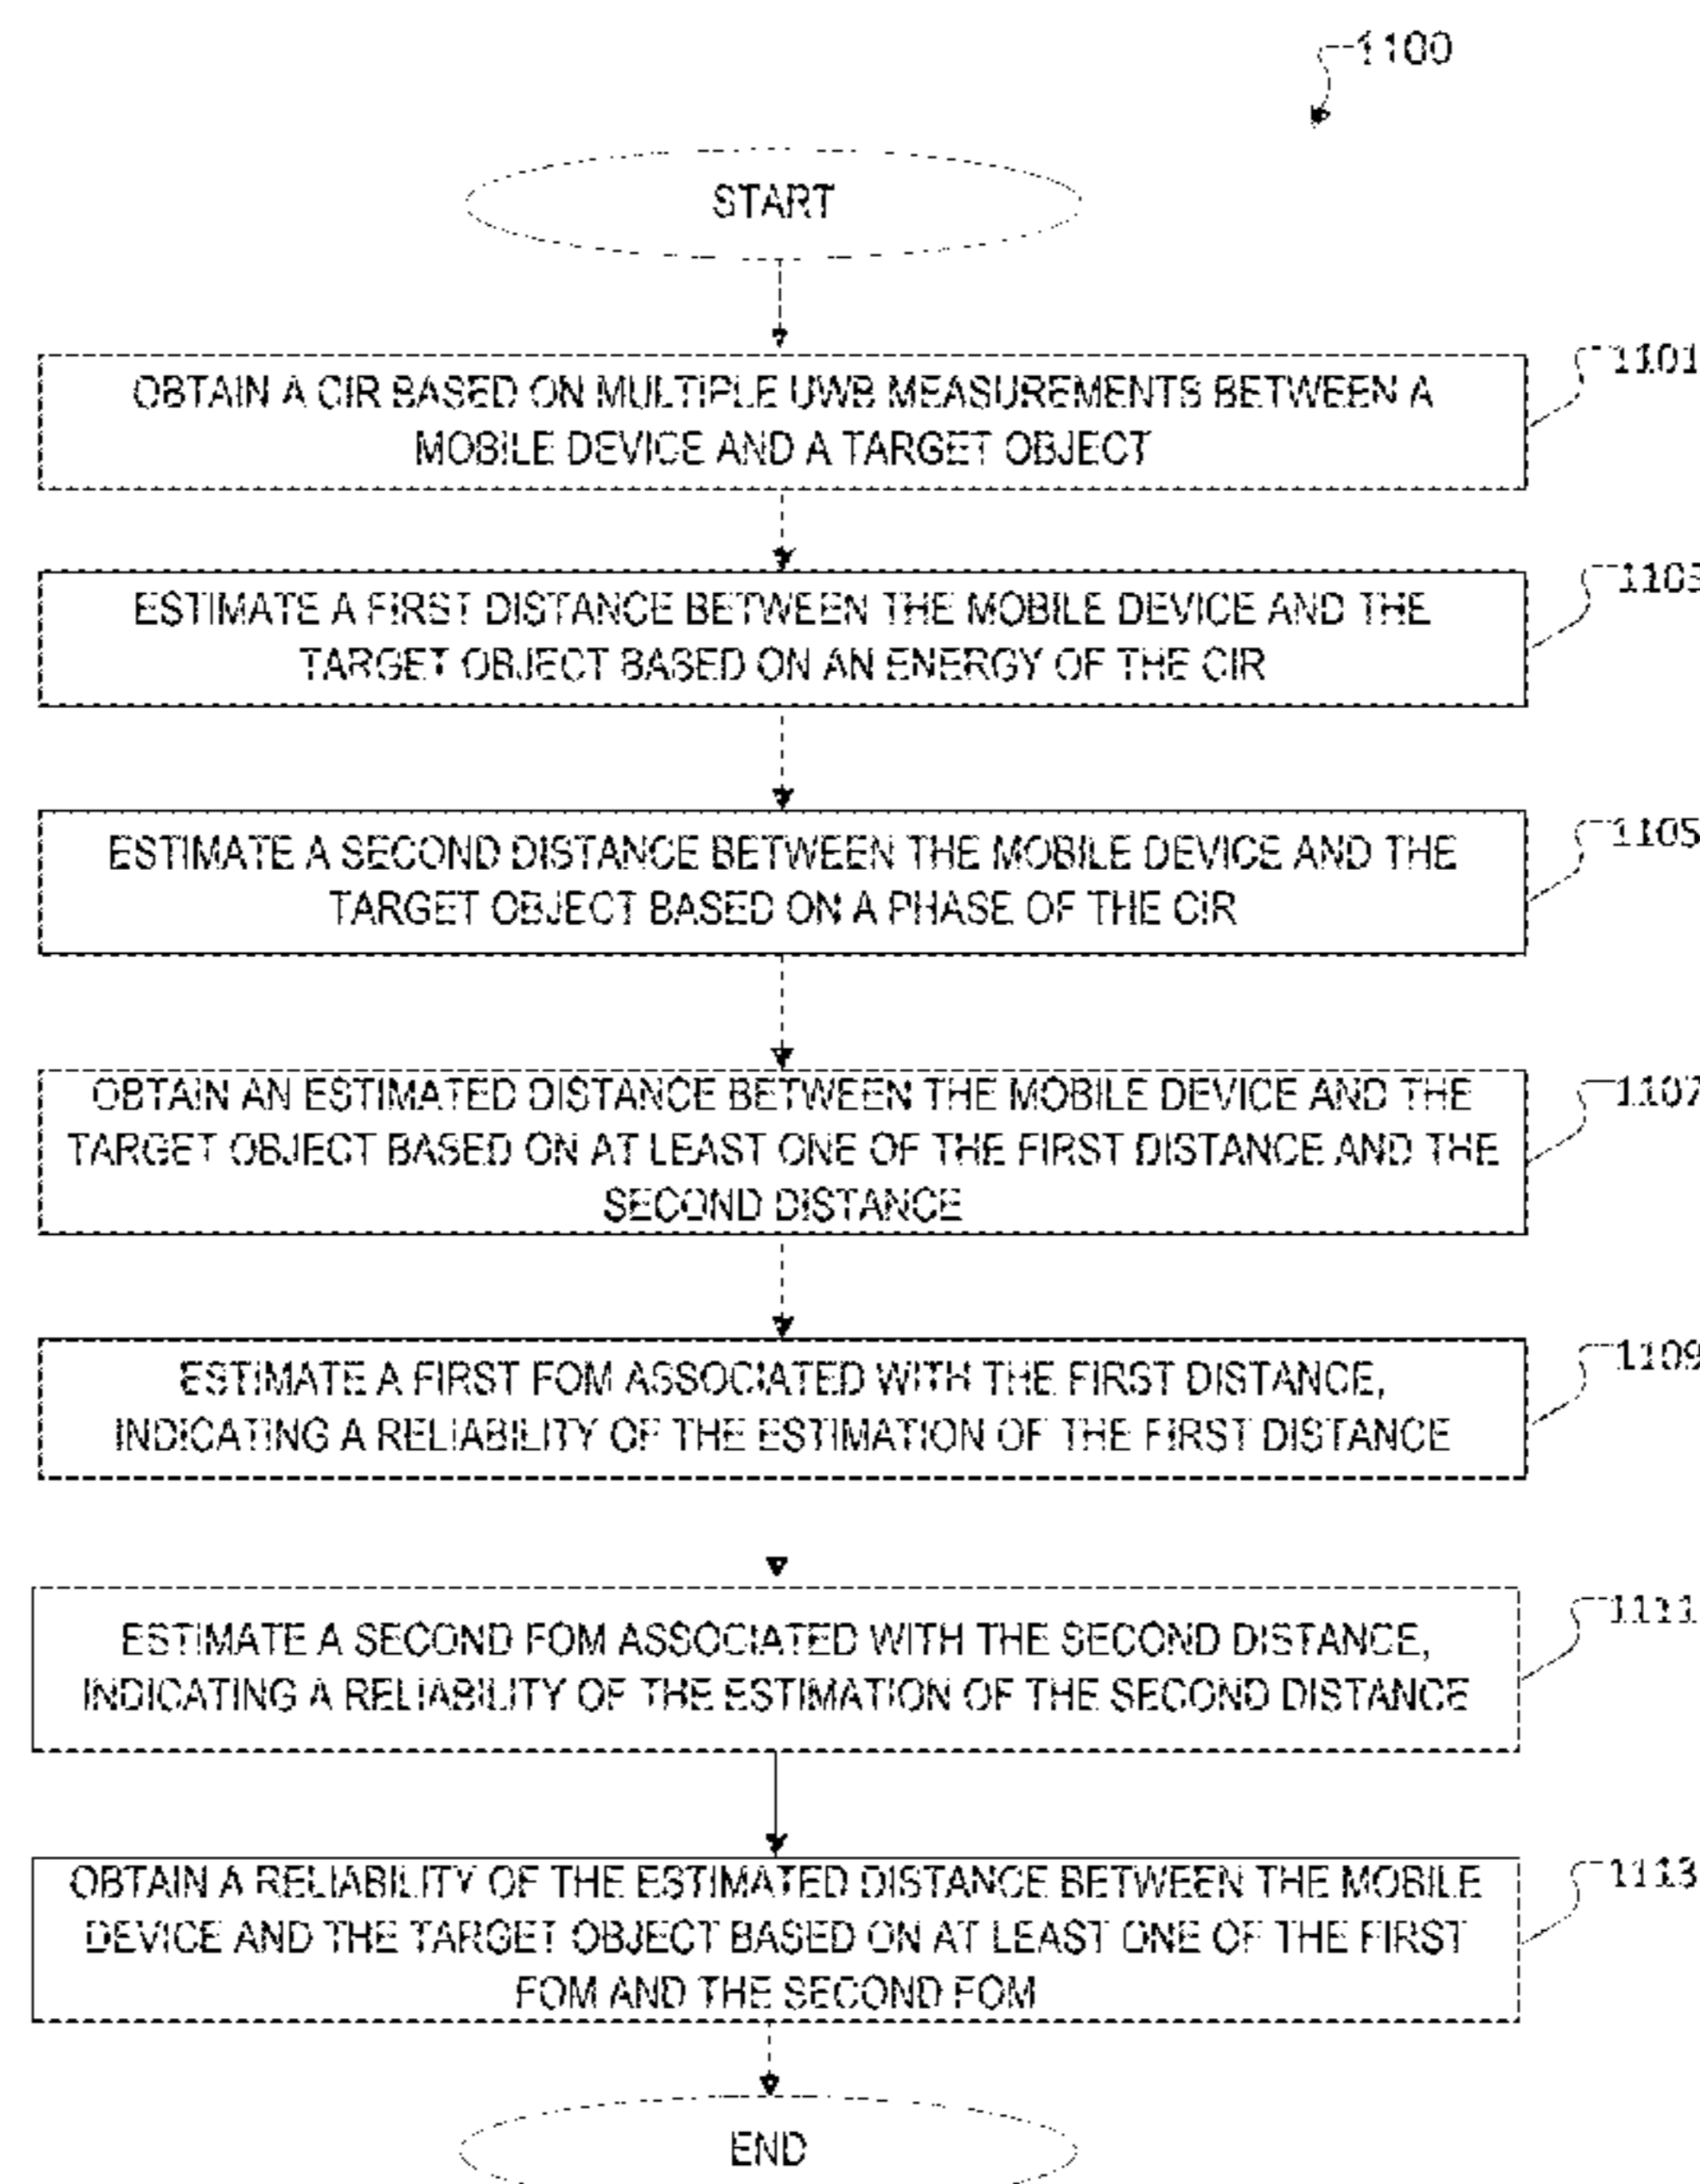 1100
START
OBTAIN A CIR BASED ON MULTIPLE UWB MEASUREMENTS BETWEEN A
MOBILE DEVICE AND A TARGET OBJECT
1101
ESTIMATE A FIRST DISTANCE BETWEEN THE MOBILE DEVICE AND THE
TARGET OBJECT BASED ON AN ENERGY OF THE CIR
1103
ESTIMATE A SECOND DISTANCE BETWEEN THE MOBILE DEVICE AND THE
TARGET OBJECT BASED ON A PHASE OF THE CIR
1105
OBTAIN AN ESTIMATED DISTANCE BETWEEN THE MOBILE DEVICE AND THE
TARGET OBJECT BASED ON AT LEAST ONE OF THE FIRST DISTANCE AND THE
SECOND DISTANCE
1107
ESTIMATE A FIRST FOM ASSOCIATED WITH THE FIRST DISTANCE,
INDICATING A RELIABILITY OF THE ESTIMATION OF THE FIRST DISTANCE
1109
ESTIMATE A SECOND FOM ASSOCIATED WITH THE SECOND DISTANCE,
INDICATING A RELIABILITY OF THE ESTIMATION OF THE SECOND DISTANCE
1111
OBTAIN A RELIABILITY OF THE ESTIMATED DISTANCE BETWEEN THE MOBILE
DEVICE AND THE TARGET OBJECT BASED ON AT LEAST ONE OF THE FIRST
FOM AND THE SECOND FOM
1113
END